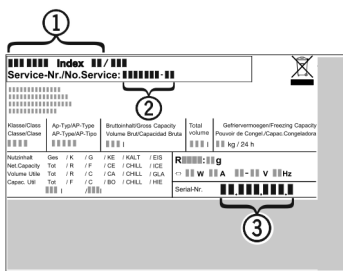 1
Index /
Service-Nr./No.Service: -
2
Klasse/Class Ap-Typ/AP-Type Bruttoinhalt/Gross Capacity Total Gefriervermoegen/Freezing Capacity
Classe/Clase AP-Type/AP-Tipo Volume Brut/Capacidad Bruta volume Pouvoir de Congel./Capac.Congeladora
l l kg / 24 h
Nutzinhalt Ges / K / G / KE / KALT / EIS
Net.Capacity Tot / R / F / CE / CHILL / ICE
Volume Utile Tot / R / C / CA / CHILL / GLA
Capac. Util Tot / F / C / BO / CHILL / HIE
l / l
R : g
W A - V Hz
Serial-Nr. . . .
3